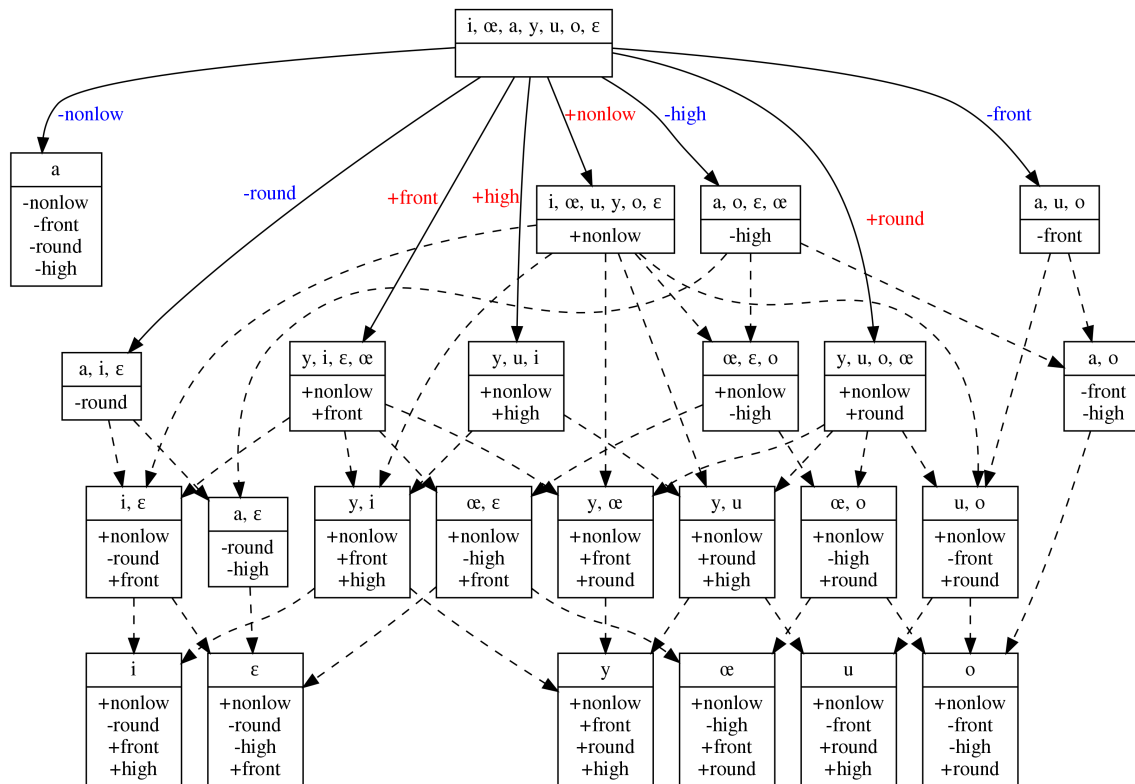 i, œ, a, y, u, o, ɛ
-nonlow
-round
+front
+high
+nonlow
-high
+round
-front
a
-nonlow
-front
-round
-high
i, œ, u, y, o, ɛ
+nonlow
a, o, ɛ, œ
-high
a, u, o
-front
a, i, ɛ
-round
y, i, ɛ, œ
+nonlow
+front
y, u, i
+nonlow
+high
œ, ɛ, o
+nonlow
-high
y, u, o, œ
+nonlow
+round
a, o
-front
-high
i, ɛ
+nonlow
-round
+front
a, ɛ
-round
-high
y, i
+nonlow
+front
+high
œ, ɛ
+nonlow
-high
+front
y, œ
+nonlow
+front
+round
y, u
+nonlow
+round
+high
œ, o
+nonlow
-high
+round
u, o
+nonlow
-front
+round
i
+nonlow
-round
+front
+high
ɛ
+nonlow
-round
-high
+front
y
+nonlow
+front
+round
+high
œ
+nonlow
-high
+front
+round
u
+nonlow
-front
+round
+high
o
+nonlow
-front
-high
+round